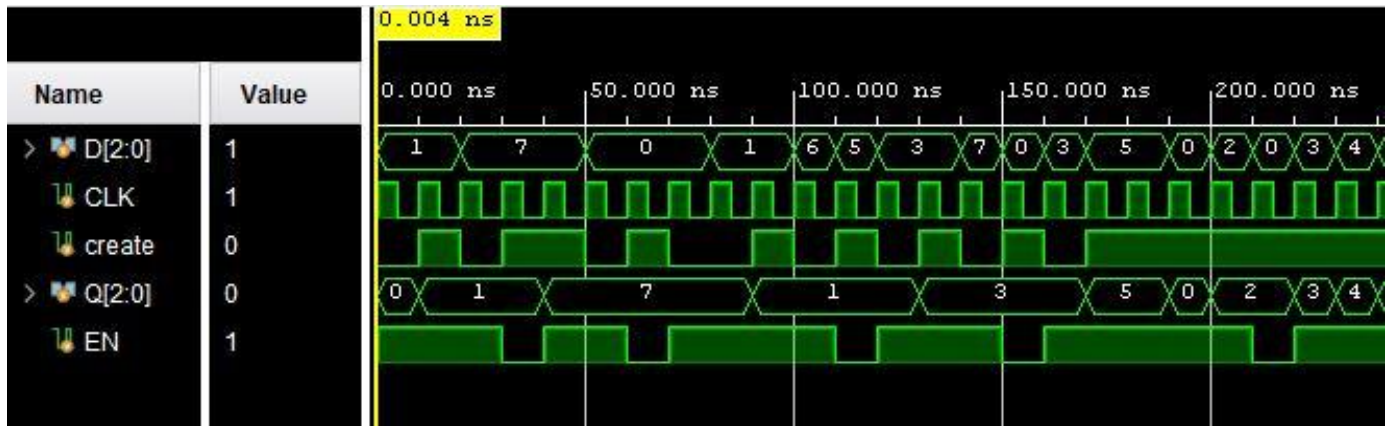 0.004 ns
Name Value 0.000 ns 50.000 ns 100.000 ns 150.000 ns 200.000 ns
D[2:0] 1 1 7 0 1 6 5 3 7 0 3 5 0 2 0 3 4
CLK 1
create 0
Q[2:0] 0 0 1 7 1 3 5 0 2 3 4
EN 1